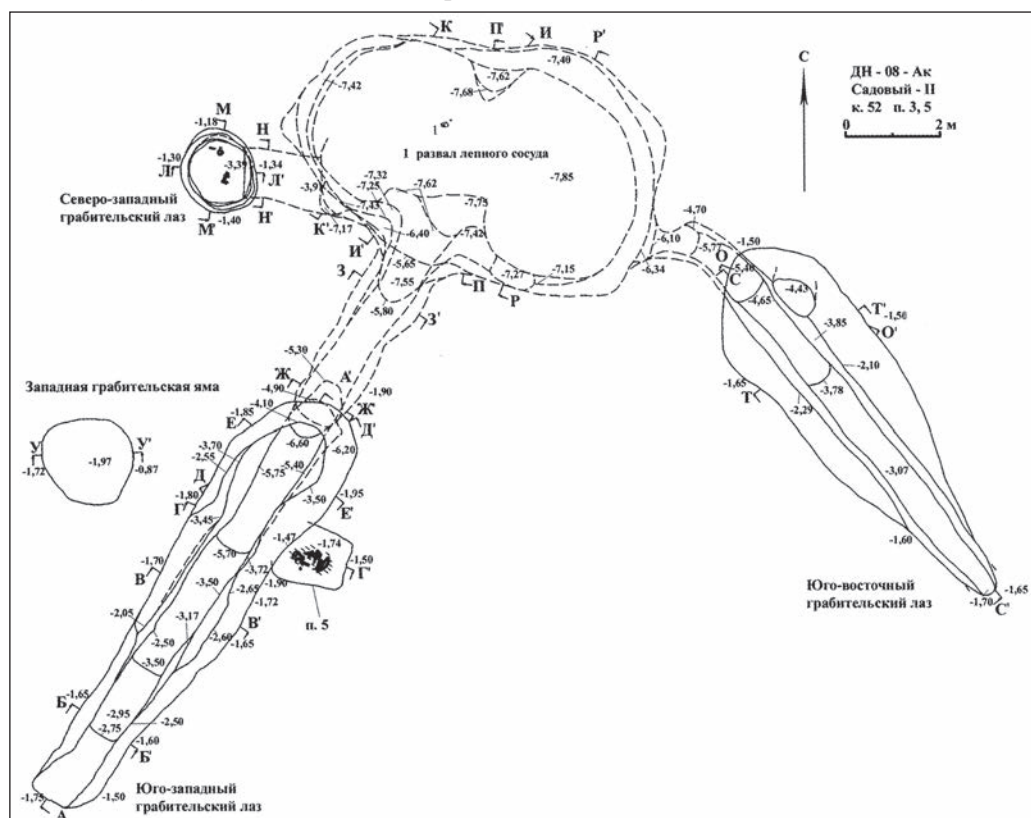 К
П'
И
Р'
-7,40
С
ДН - 08 - Ак
Садовый - II
к. 52 п. 3, 5
0 2 м
-7,42
-7,62
-7,68
М
-1,18
Н
1
1 развал лепного сосуда
-1,30
Л
-3,39
-1,34
Л'
-7,85
-7,32
-7,25
-7,62
-7,43
-7,75
Северо-западный
грабительский лаз
М'
-1,40
Н'
К'
-7,17
-6,40
-7,42
-4,70
-6,10
-5,77
-1,50
И'
З
-5,65
-7,55
-7,27
-7,15
-6,34
О
С
-5,40
-4,65
-4,43
П
Р
-5,80
З'
Т'
-1,50
О'
-3,85
-2,10
-5,30
Западная грабительская яма
Ж
А'
-4,90
-1,90
-1,65
Т
-3,78
-2,29
-4,10
-1,85
Е
Ж'
Д'
У
У'
-1,72
-1,97
-0,87
-3,70
-2,55
-6,60
-6,20
Д
-5,75
-5,40
-3,07
-1,80
Г
-3,45
-3,50
-1,95
Е'
-1,47
-1,74
-1,50
Г'
-5,70
-3,72
-1,60
-1,70
В
-3,50
-2,65
-1,90
-1,72
п. 5
Юго-восточный
грабительский лаз
-1,70
-1,65
С'
-2,05
-3,17
В'
-2,50
-2,60
-1,65
-3,50
-1,65
Б
-2,95
-2,50
-2,75
-1,60
Б'
-1,75
А
-1,50
Юго-западный
грабительский лаз